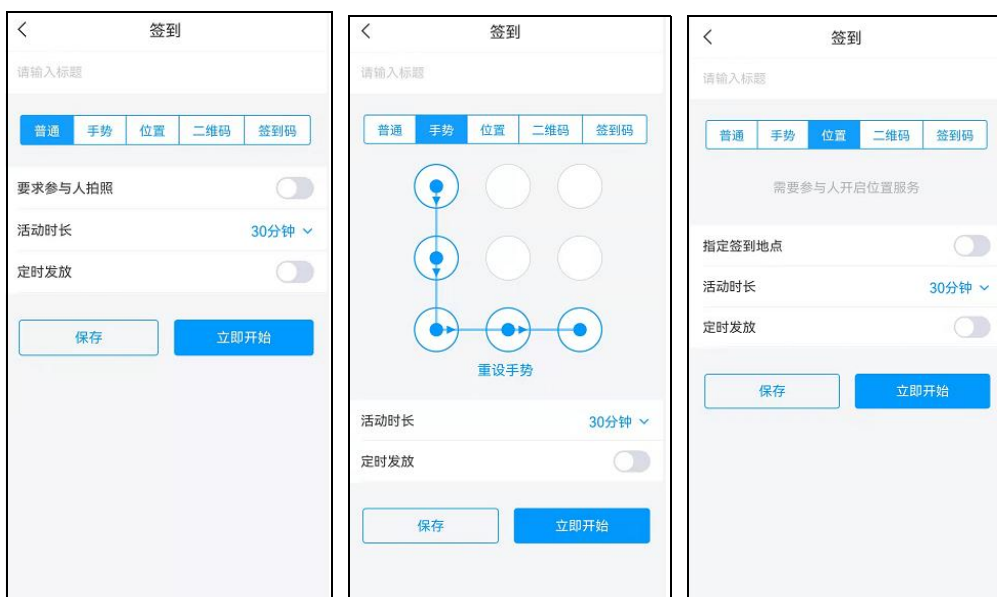 签到
请输入标题
普通 手势 位置 二维码 签到码
要求参与人拍照
活动时长 30分钟
定时发放
保存 立即开始
签到
请输入标题
普通 手势 位置 二维码 签到码
重设手势
活动时长 30分钟
定时发放
保存 立即开始
签到
请输入标题
普通 手势 位置 二维码 签到码
需要参与人开启位置服务
指定签到地点
活动时长 30分钟
定时发放
保存 立即开始